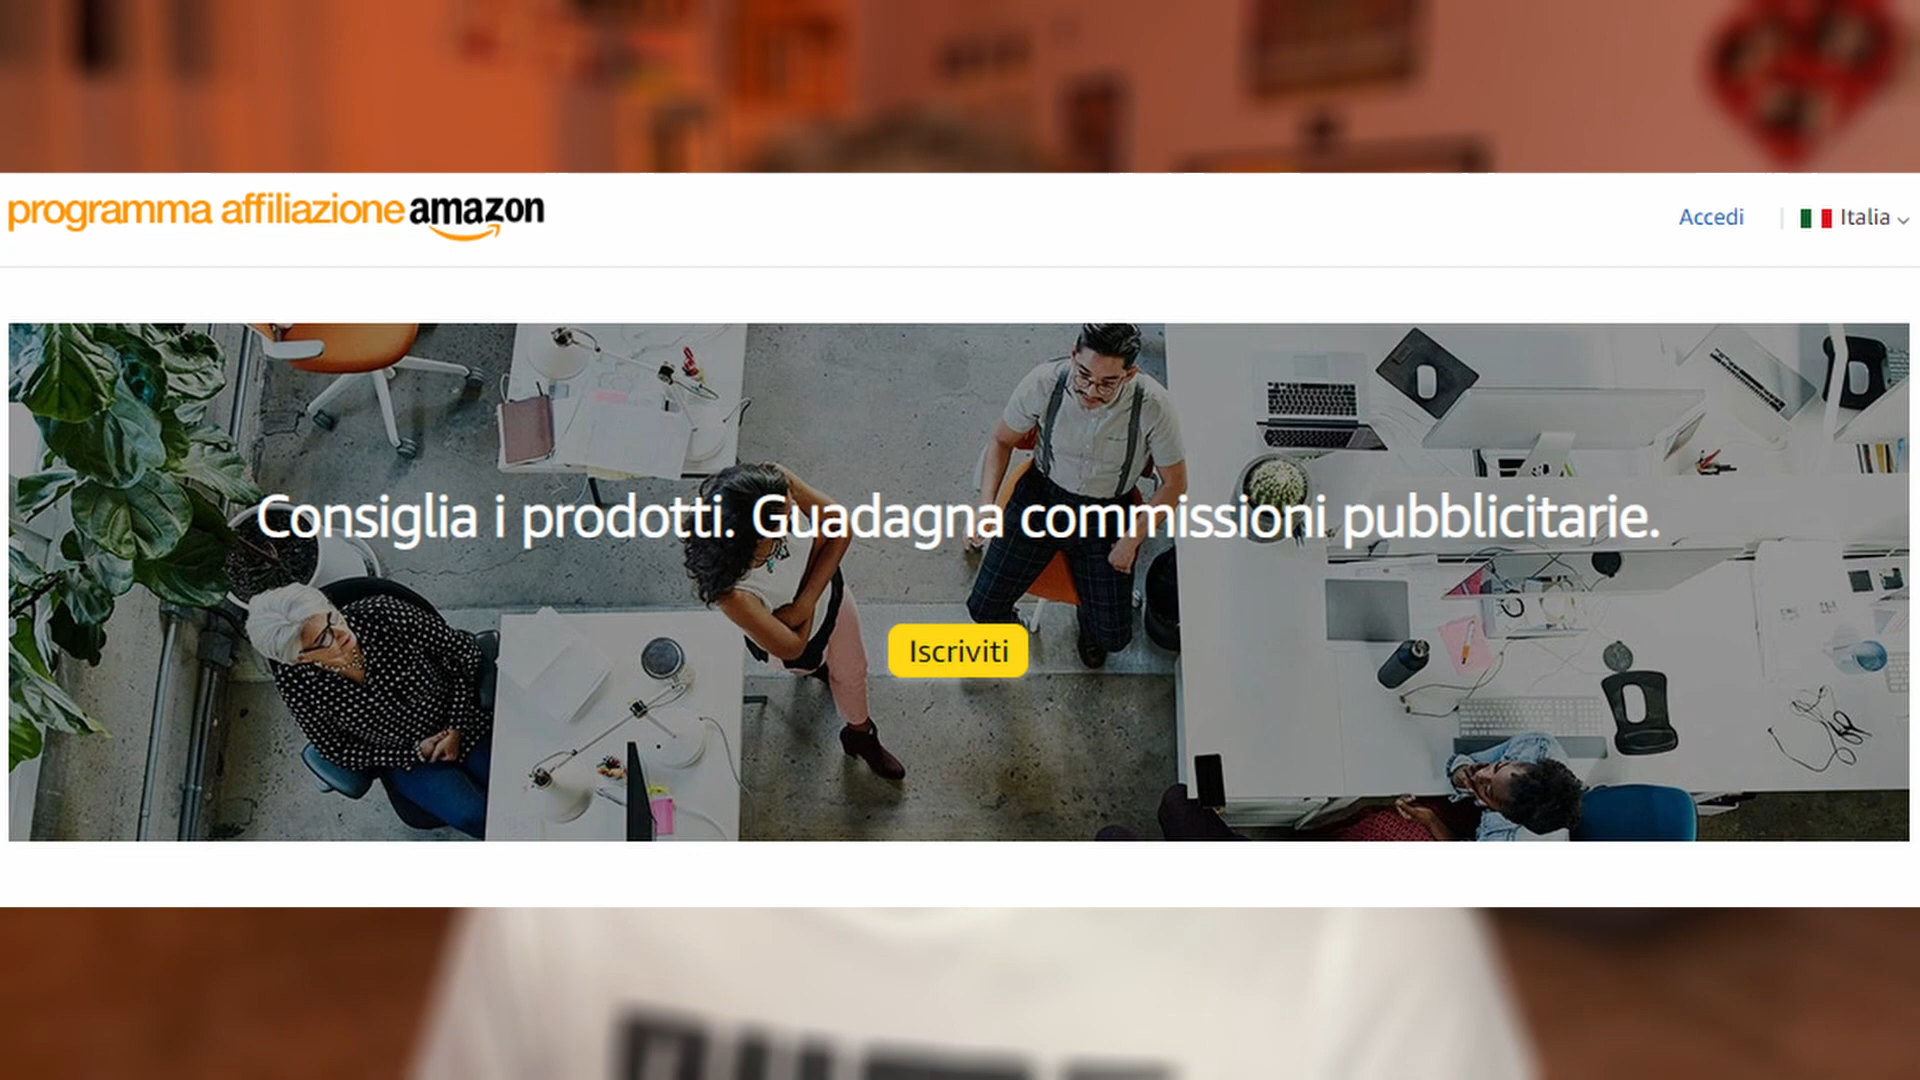 programma affiliazione amazon
Accedi
Italia
Consiglia i prodotti. Guadagna commissioni pubblicitarie.
Iscriviti